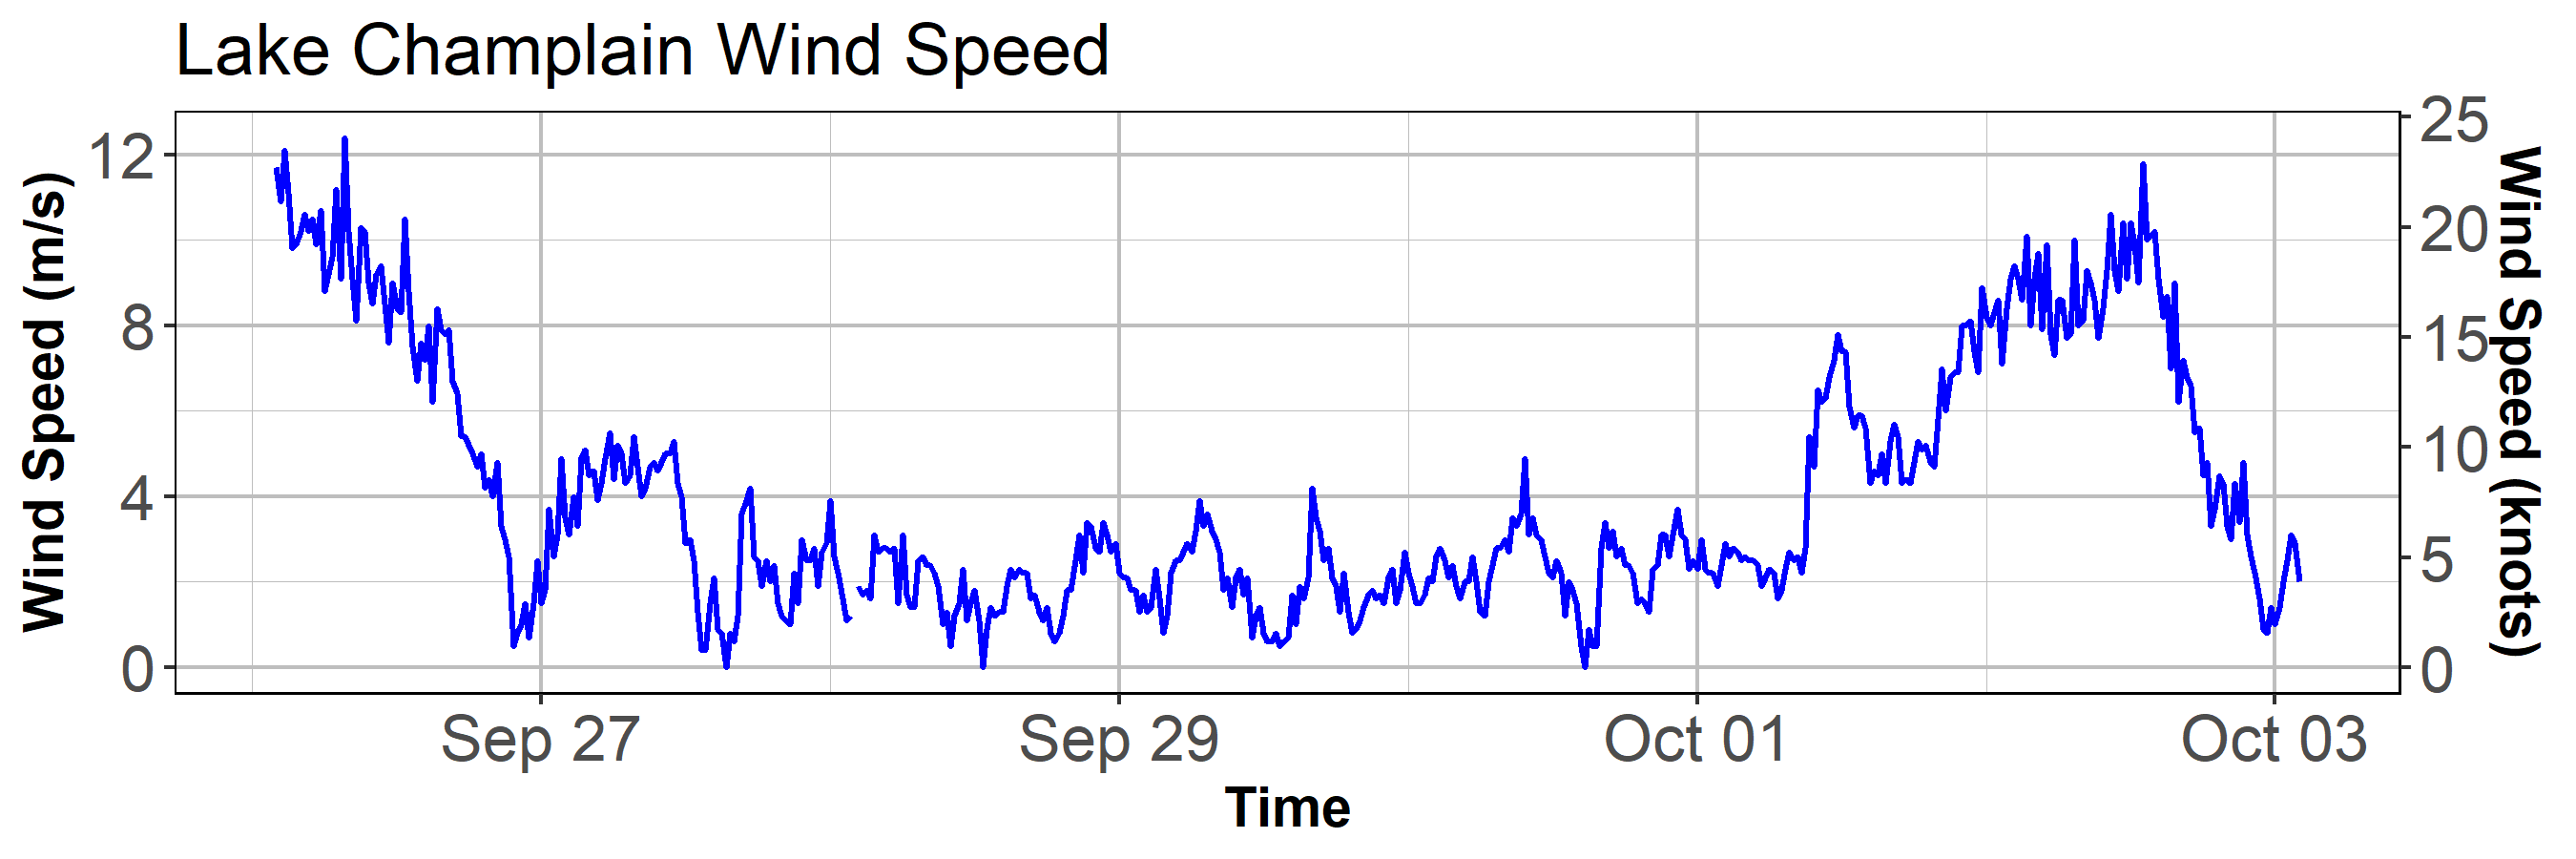 Lake Champlain Wind Speed
Wind Speed (m/s)
12
8
4
0
25
20
15
10
5
0
Wind Speed (knots)
Sep 27
Sep 29
Oct 01
Oct 03
Time